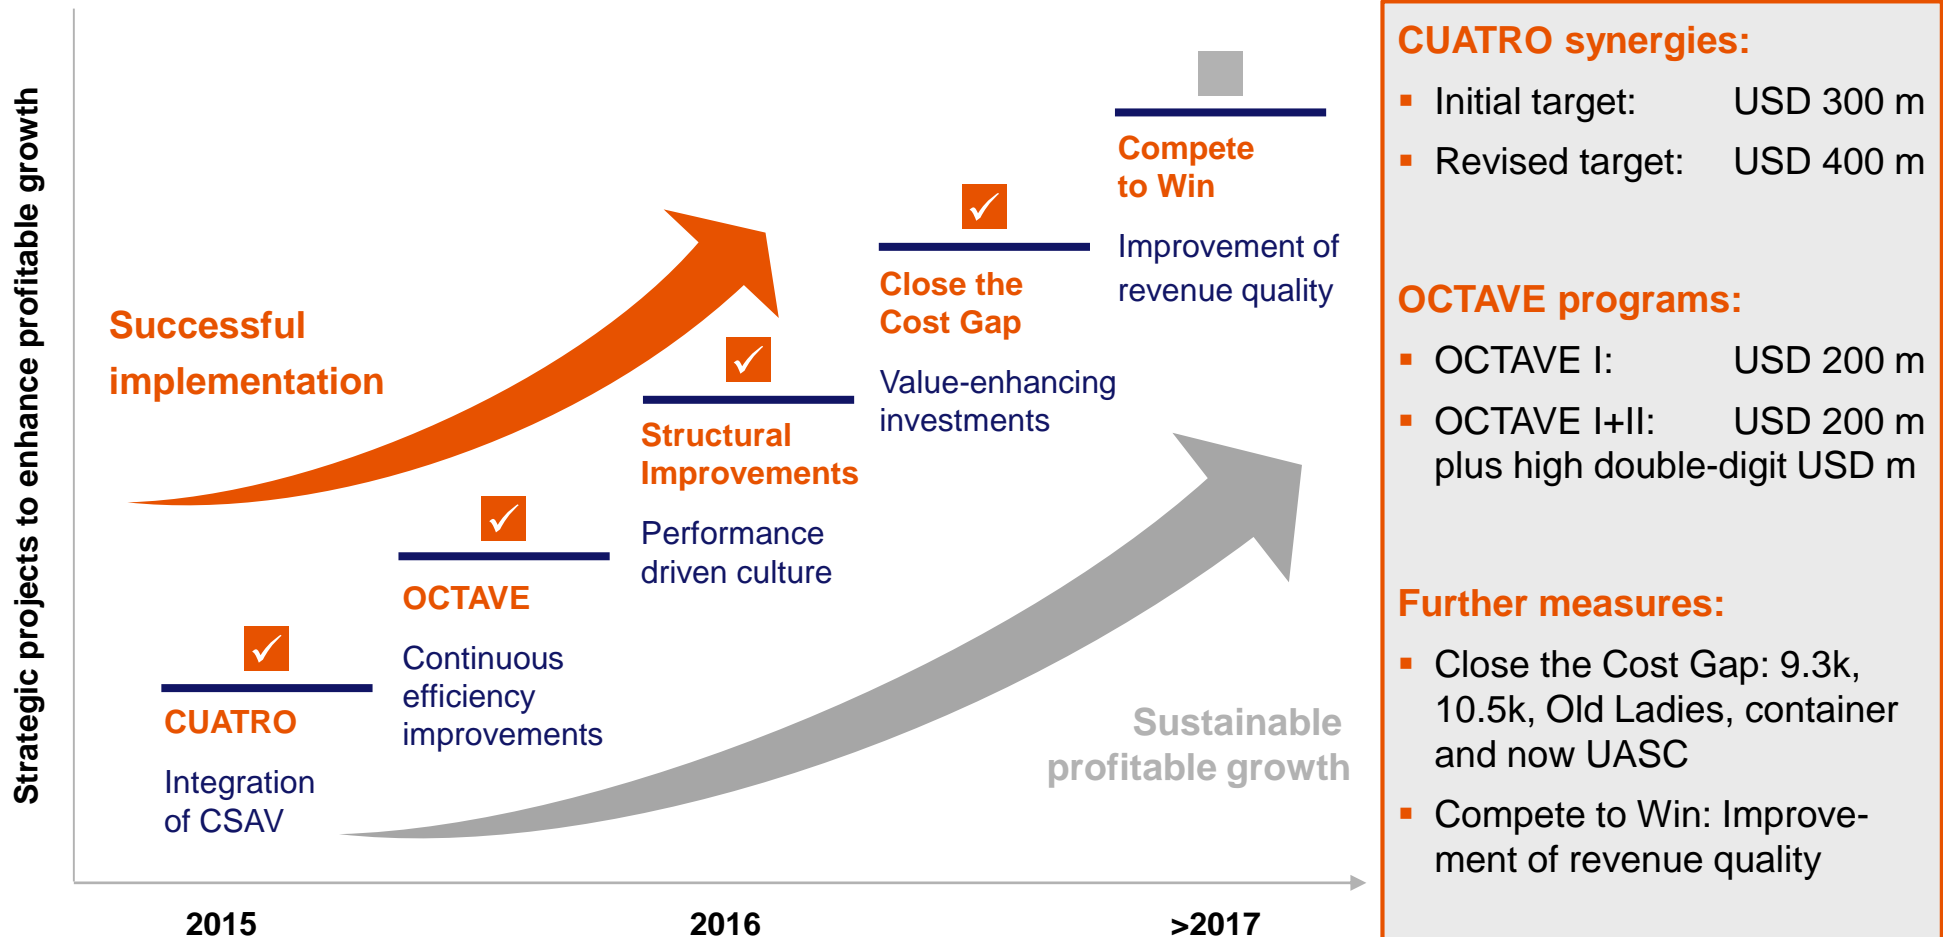 Strategic projects to enhance profitable growth
Successful
implementation
CUATRO
Integration
of CSAV
OCTAVE
Continuous
efficiency
improvements
Structural
Improvements
Performance
driven culture
Close the
Cost Gap
Value-enhancing
investments
Compete
to Win
Improvement of
revenue quality
Sustainable
profitable growth
2015
2016
>2017
CUATRO synergies:
▪ Initial target: USD 300 m
▪ Revised target: USD 400 m
OCTAVE programs:
▪ OCTAVE I: USD 200 m
▪ OCTAVE I+II: USD 200 m
plus high double-digit USD m
Further measures:
▪ Close the Cost Gap: 9.3k,
10.5k, Old Ladies, container
and now UASC
▪ Compete to Win: Improve-
ment of revenue quality